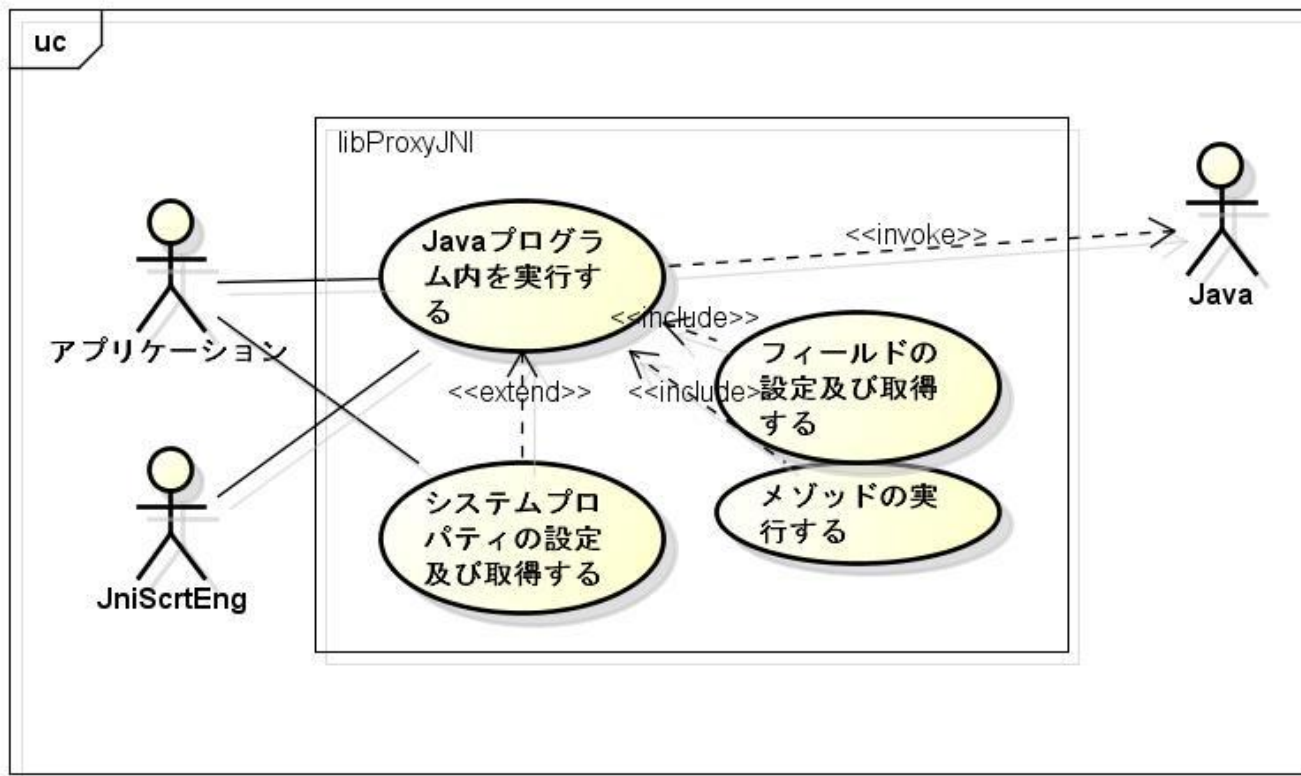 uc
libProxyJNI
Javaプログラ
ム内を実行す
る
<<invoke>>
Java
アプリケーション
<<include>>
フィールドの
設定及び取得
する
<<extend>>
<<include>>
メゾッドの実
行する
システムプロ
パティの設定
及び取得する
JniScrtEng